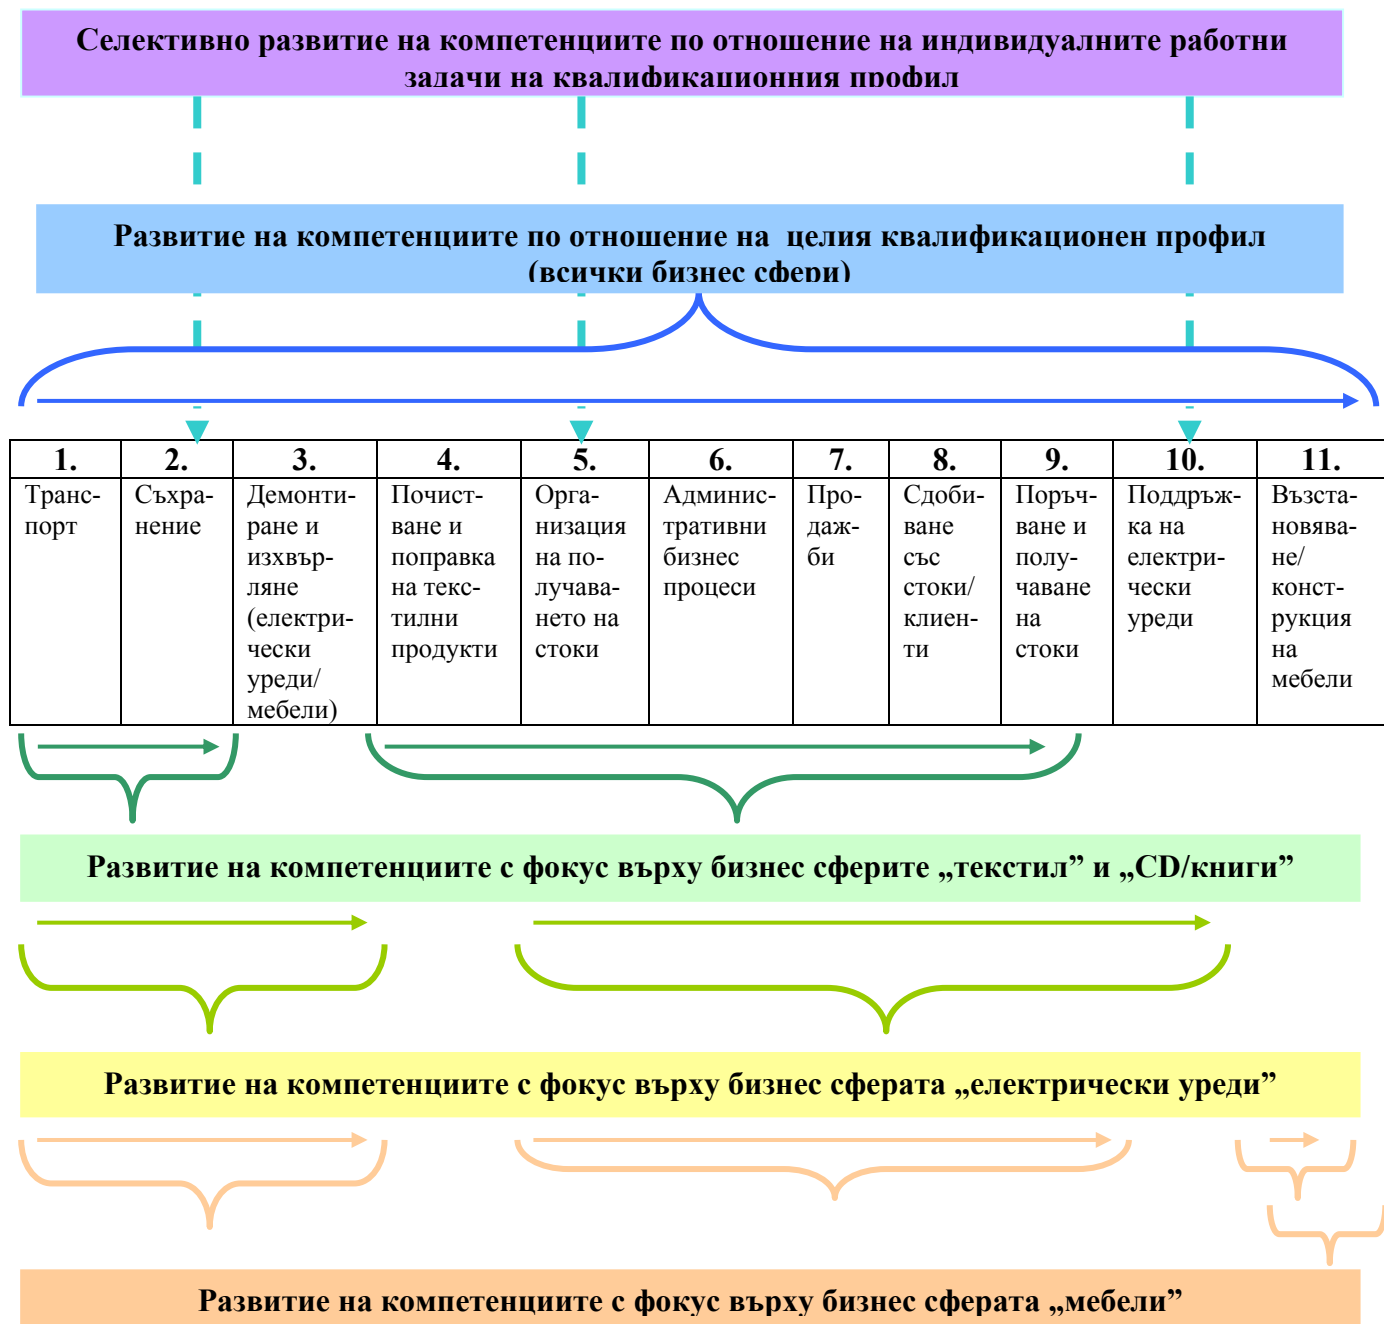 Селективно развитие на компетенциите по отношение на индивидуалните работни
задачи на квалификационния профил
Развитие на компетенциите по отношение на целия квалификационен профил
(всички бизнес сфери)
1.
Транс-
порт
2.
Съхра-
нение
3.
Демонти-
ране и
изхвър-
ляне
(електри-
чески
уреди/
мебели)
4.
Почист-
ване и
поправка
на текс-
тилни
продукти
5.
Орга-
низация
на по-
лучава-
нето на
стоки
6.
Админис-
тративни
бизнес
процеси
7.
Про-
даж-
би
8.
Сдоби-
ване
със
стоки/
клиен-
ти
9.
Поръч-
ване и
полу-
чаване
на
стоки
10.
Поддръж-
ка на
електри-
чески
уреди
11.
Възста-
новява-
не/
конст-
рукция
на
мебели
Развитие на компетенциите с фокус върху бизнес сферите „текстил” и „CD/книги”
Развитие на компетенциите с фокус върху бизнес сферата „електрически уреди”
Развитие на компетенциите с фокус върху бизнес сферата „мебели”